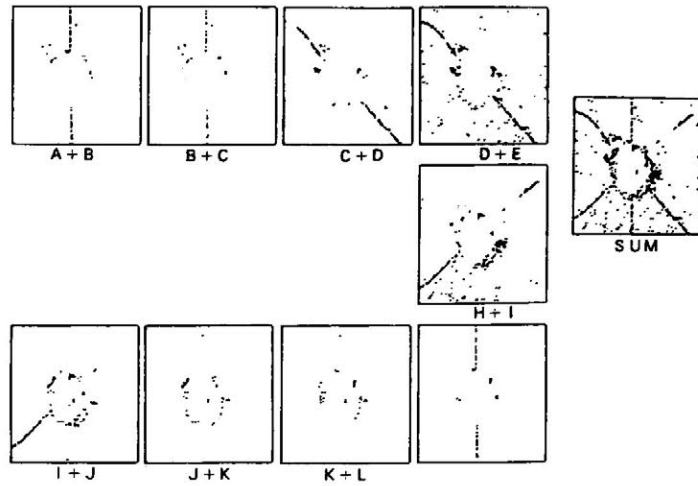 A + B B + C C + D D + E
SUM
H + I
I + J J + K K + L